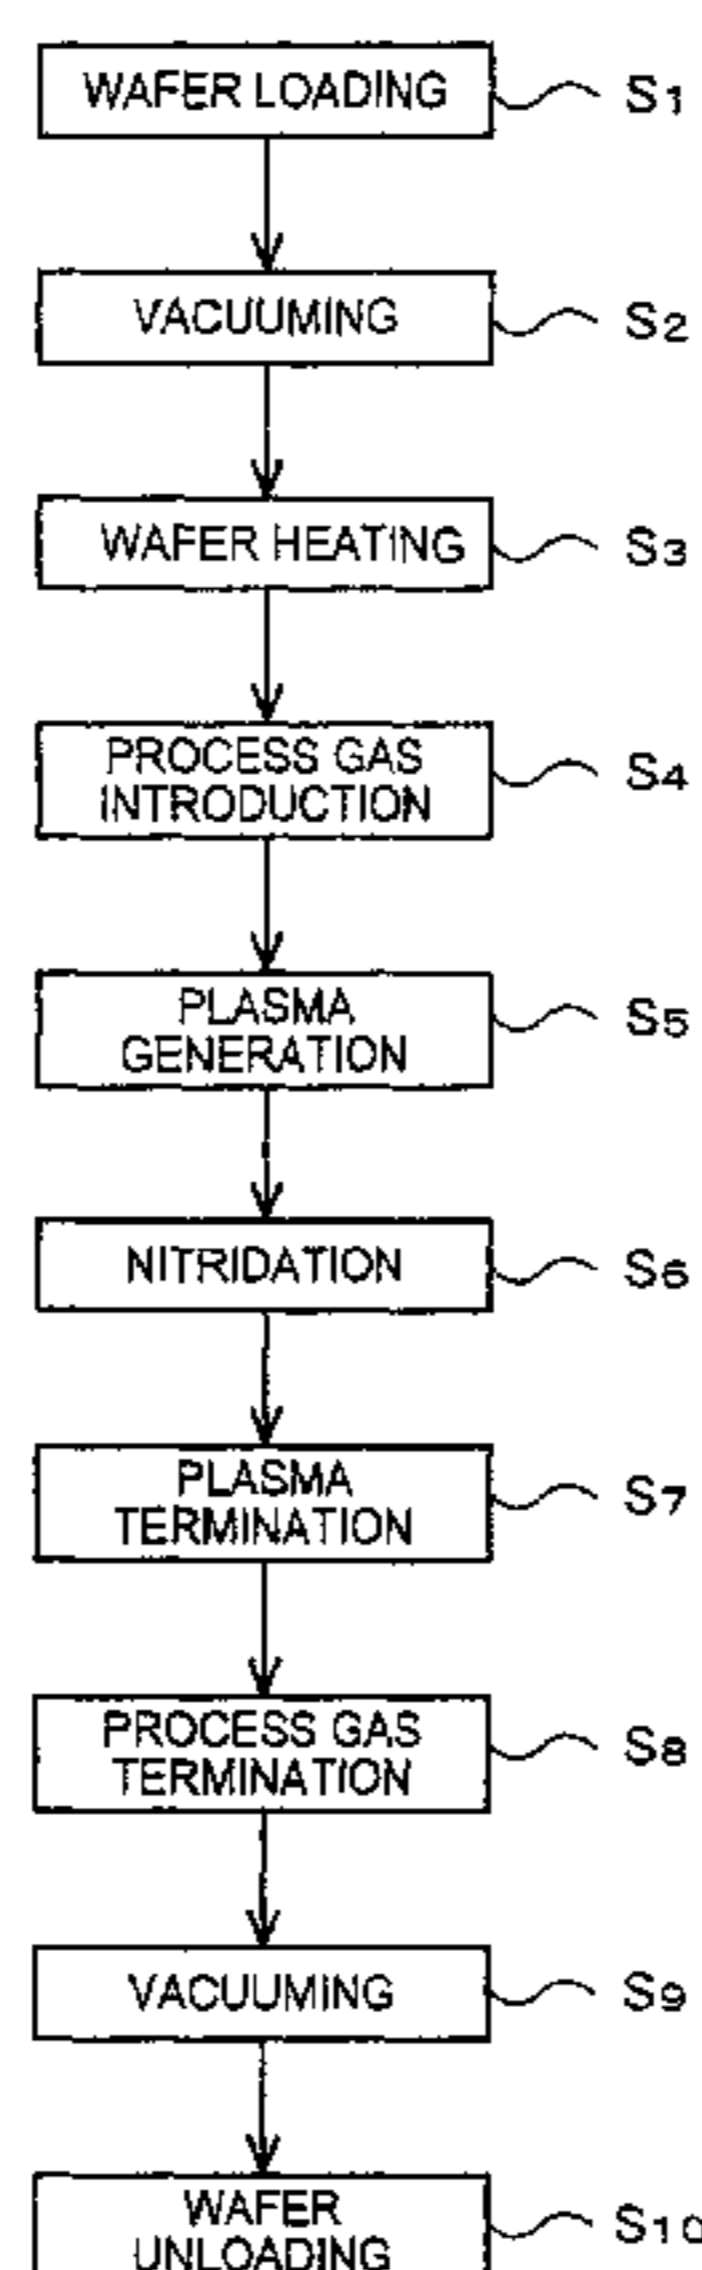 WAFER LOADING S1
VACUUMING S2
WAFER HEATING S3
PROCESS GAS
INTRODUCTION S4
PLASMA
GENERATION S5
NITRIDATION S6
PLASMA
TERMINATION S7
PROCESS GAS
TERMINATION S8
VACUUMING S9
WAFER
UNLOADING S10